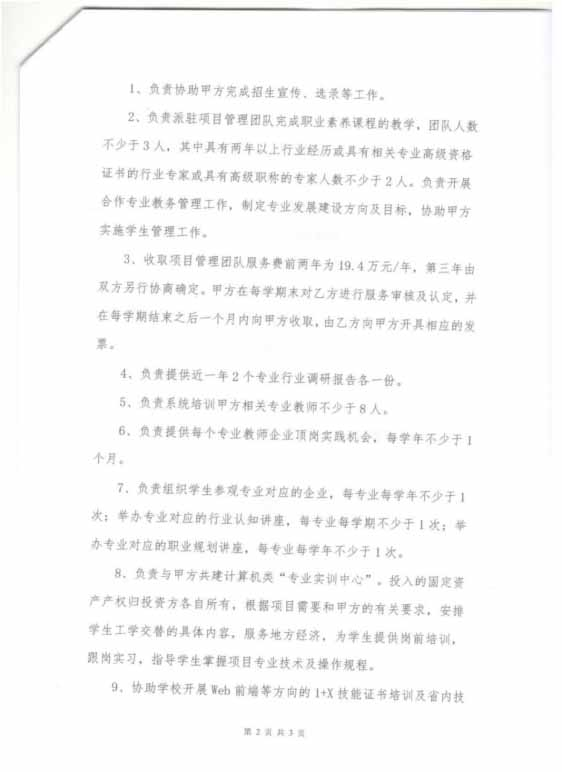 1、负责协助甲方完成招生宣传、选录等工作。
2、负责派驻项目管理团队完成职业素养课程的教学，团队人数
不少于 3 人，其中具有两年以上行业经历或具有相关专业高级资格
证书的行业专家或具有高级职称的专家人数不少于 2 人。负责开展
合作专业教务管理工作，制定专业发展建设方向及目标，协助甲方
实施学生管理工作。
3、收取项目管理团队服务费前两年为 19.4 万元/年，第三年由
双方另行协商确定。甲方在每学期末对乙方进行服务审核及认定，并
在每学期结束之后一个月内向甲方收取，由乙方向甲方开具相应的发
票。
4、负责提供近一年 2 个专业行业调研报告各一份。
5、负责系统培训甲方相关专业教师不少于 8 人。
6、负责提供每个专业教师企业顶岗实践机会，每学年不少于 1
个月。
7、负责组织学生参观专业对应的企业，每专业每学年不少于 1
次；举办专业对应的行业认知讲座，每专业每学期不少于 1 次；举
办专业对应的职业规划讲座，每专业每学年不少于 1 次。
8、负责与甲方共建计算机类“专业实训中心”。投入的固定资
产产权归投资方各自所有，根据项目需要和甲方的有关要求，安排
学生工学交替的具体内容，服务地方经济，为学生提供岗前培训，
跟岗实习，指导学生掌握项目专业技术及操作规程。
9、协助学校开展 Web 前端等方向的 1+X 技能证书培训及省内技
第 2 页 共 3 页